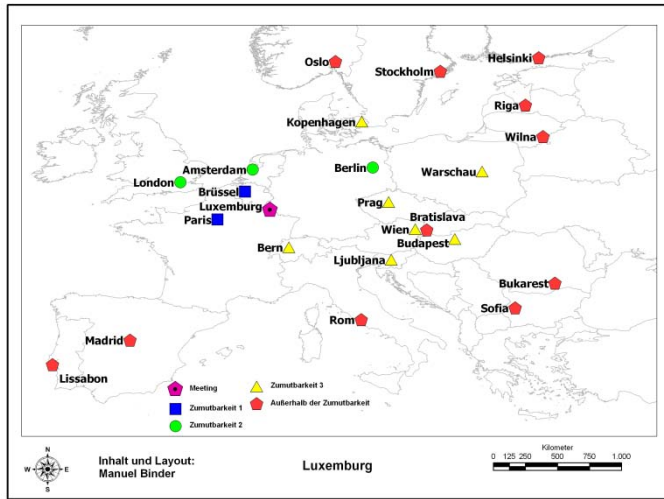 Oslo
Stockholm
Helsinki
Riga
Wilna
Kopenhagen
Amsterdam
Berlin
Warschau
London
Brüssel
Luxemburg
Paris
Prag
Bratislava
Wien
Budapest
Bern
Ljubljana
Bukarest
Sofia
Rom
Madrid
Lissabon
Meeting
Zumutbarkeit 1
Zumutbarkeit 2
Zumutbarkeit 3
Außerhalb der Zumutbarkeit
N
W
E
S
Inhalt und Layout:
Manuel Binder
Luxemburg
Kilometer
0 125 250 500 750 1.000